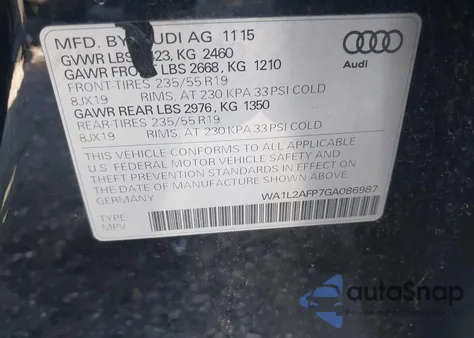 MFD. BY AUDI AG 11 15
Audi
GVWR LBS 23, KG 2460
GAWR FRONT LBS 2668, KG 1210
FRONT-TIRES 235/55 R19
8JX19 RIMS, AT 230 KPA 33 PSI COLD
GAWR REAR LBS 2976, KG 1350
REAR-TIRES 235/55 R19
8JX19 RIMS, AT 230 KPA 33 PSI COLD
THIS VEHICLE CONFORMS TO ALL APPLICABLE
U.S. FEDERAL MOTOR VEHICLE SAFETY AND
THEFT PREVENTION STANDARDS IN EFFECT ON
THE DATE OF MANUFACTURE SHOWN ABOVE.
GERMANY
WA1L2AFP7GA086987
TYPE:
MPV
autoSnap